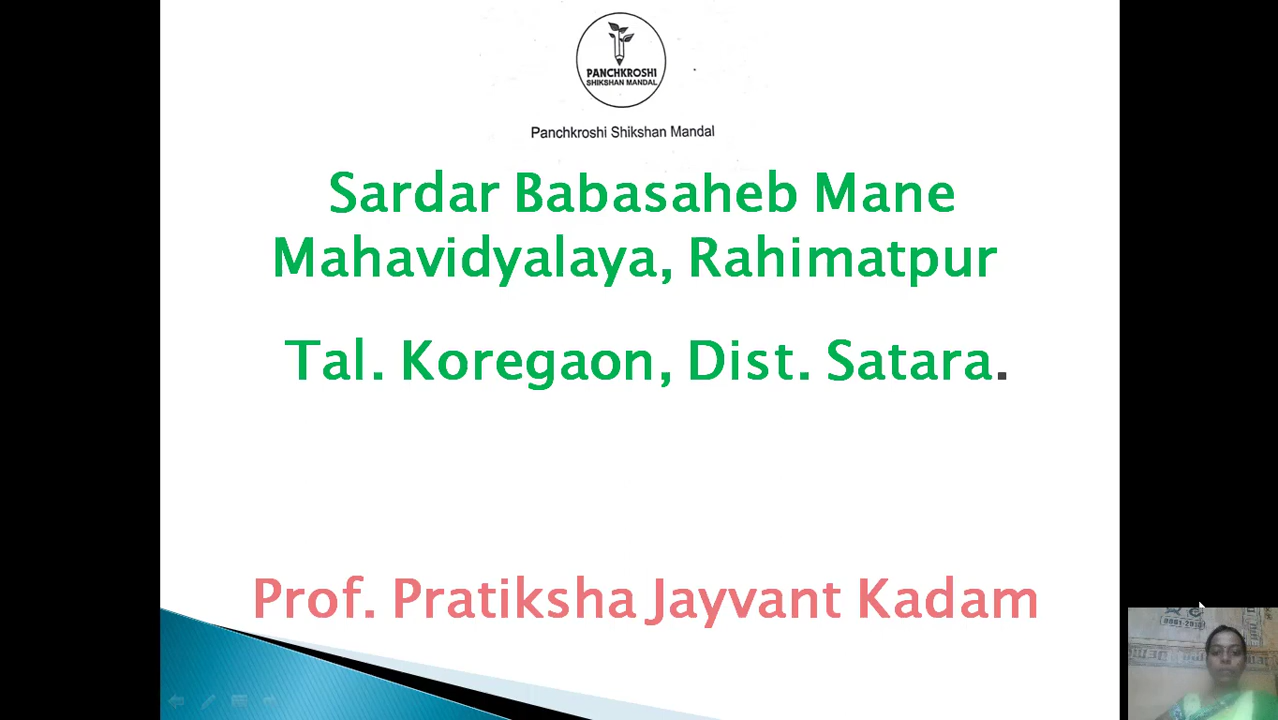 PANCHKROSHI
SHIKSHAN MANDAL
Panchkroshi Shikshan Mandal
Sardar Babasaheb Mane
Mahavidyalaya, Rahimatpur
Tal. Koregaon, Dist. Satara.
Prof. Pratiksha Jayvant Kadam